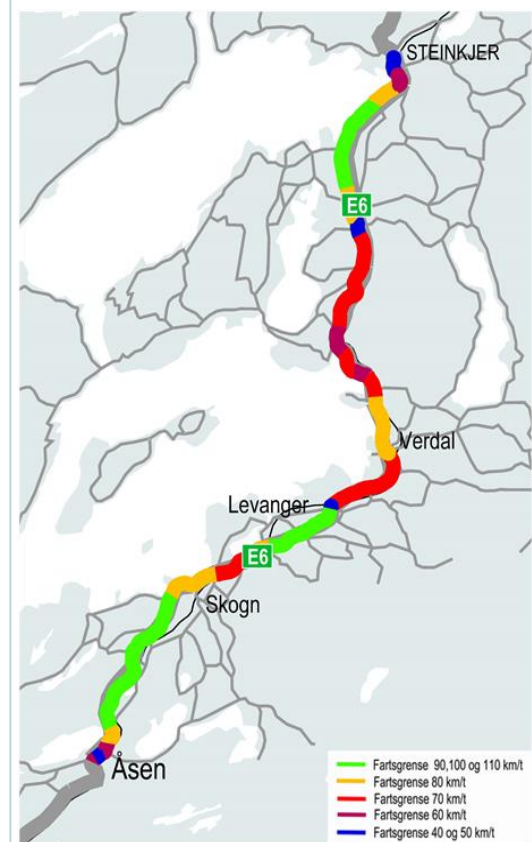 STEINKJER
E6
Verdal
Levanger
E6
Skogn
Åsen
Fartsgrense 90,100 og 110 km/t
Fartsgrense 80 km/t
Fartsgrense 70 km/t
Fartsgrense 60 km/t
Fartsgrense 40 og 50 km/t